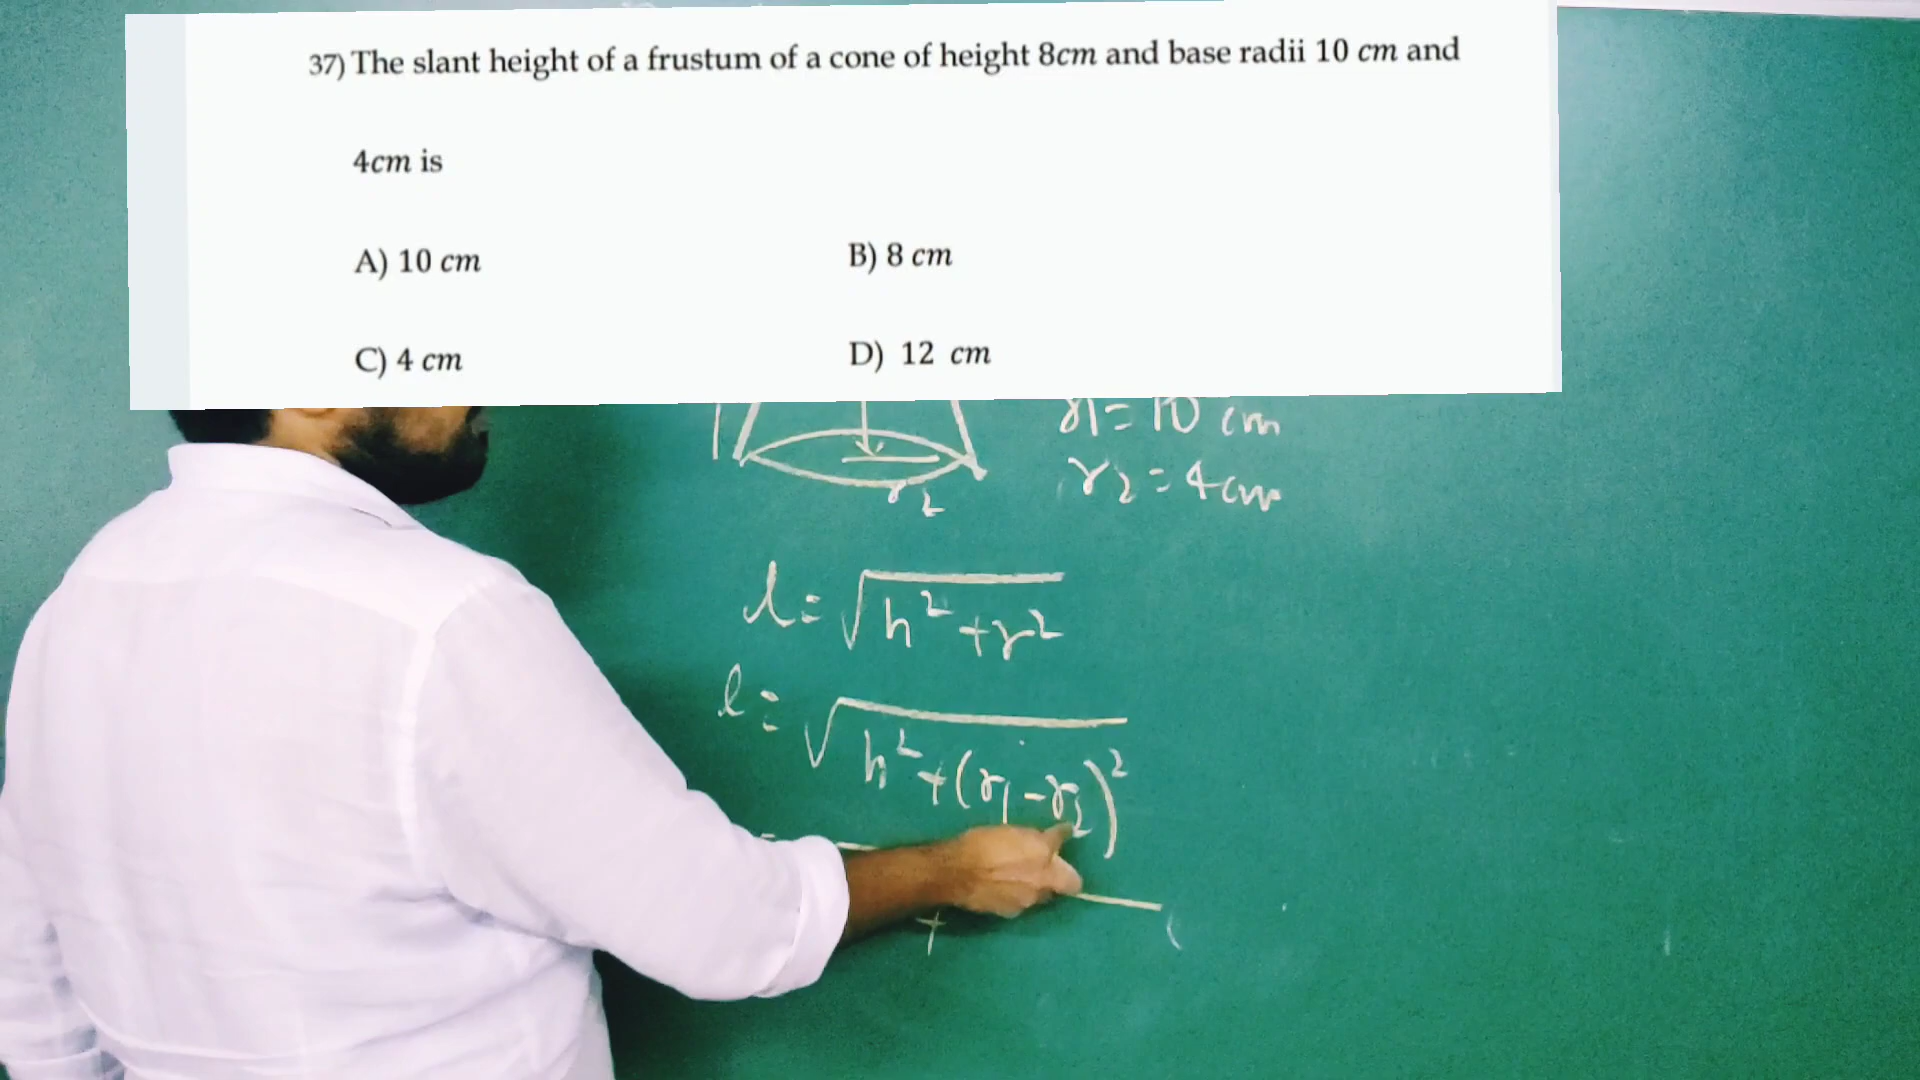 37) The slant height of a frustum of a cone of height 8cm and base radii 10 cm and
4cm is
A) 10 cm
B) 8 cm
C) 4 cm
D) 12 cm
r1 = 10 cm
r2 = 4cm
r2
l = √h²+r²
l = √h²+(r1-r2)²
+ (